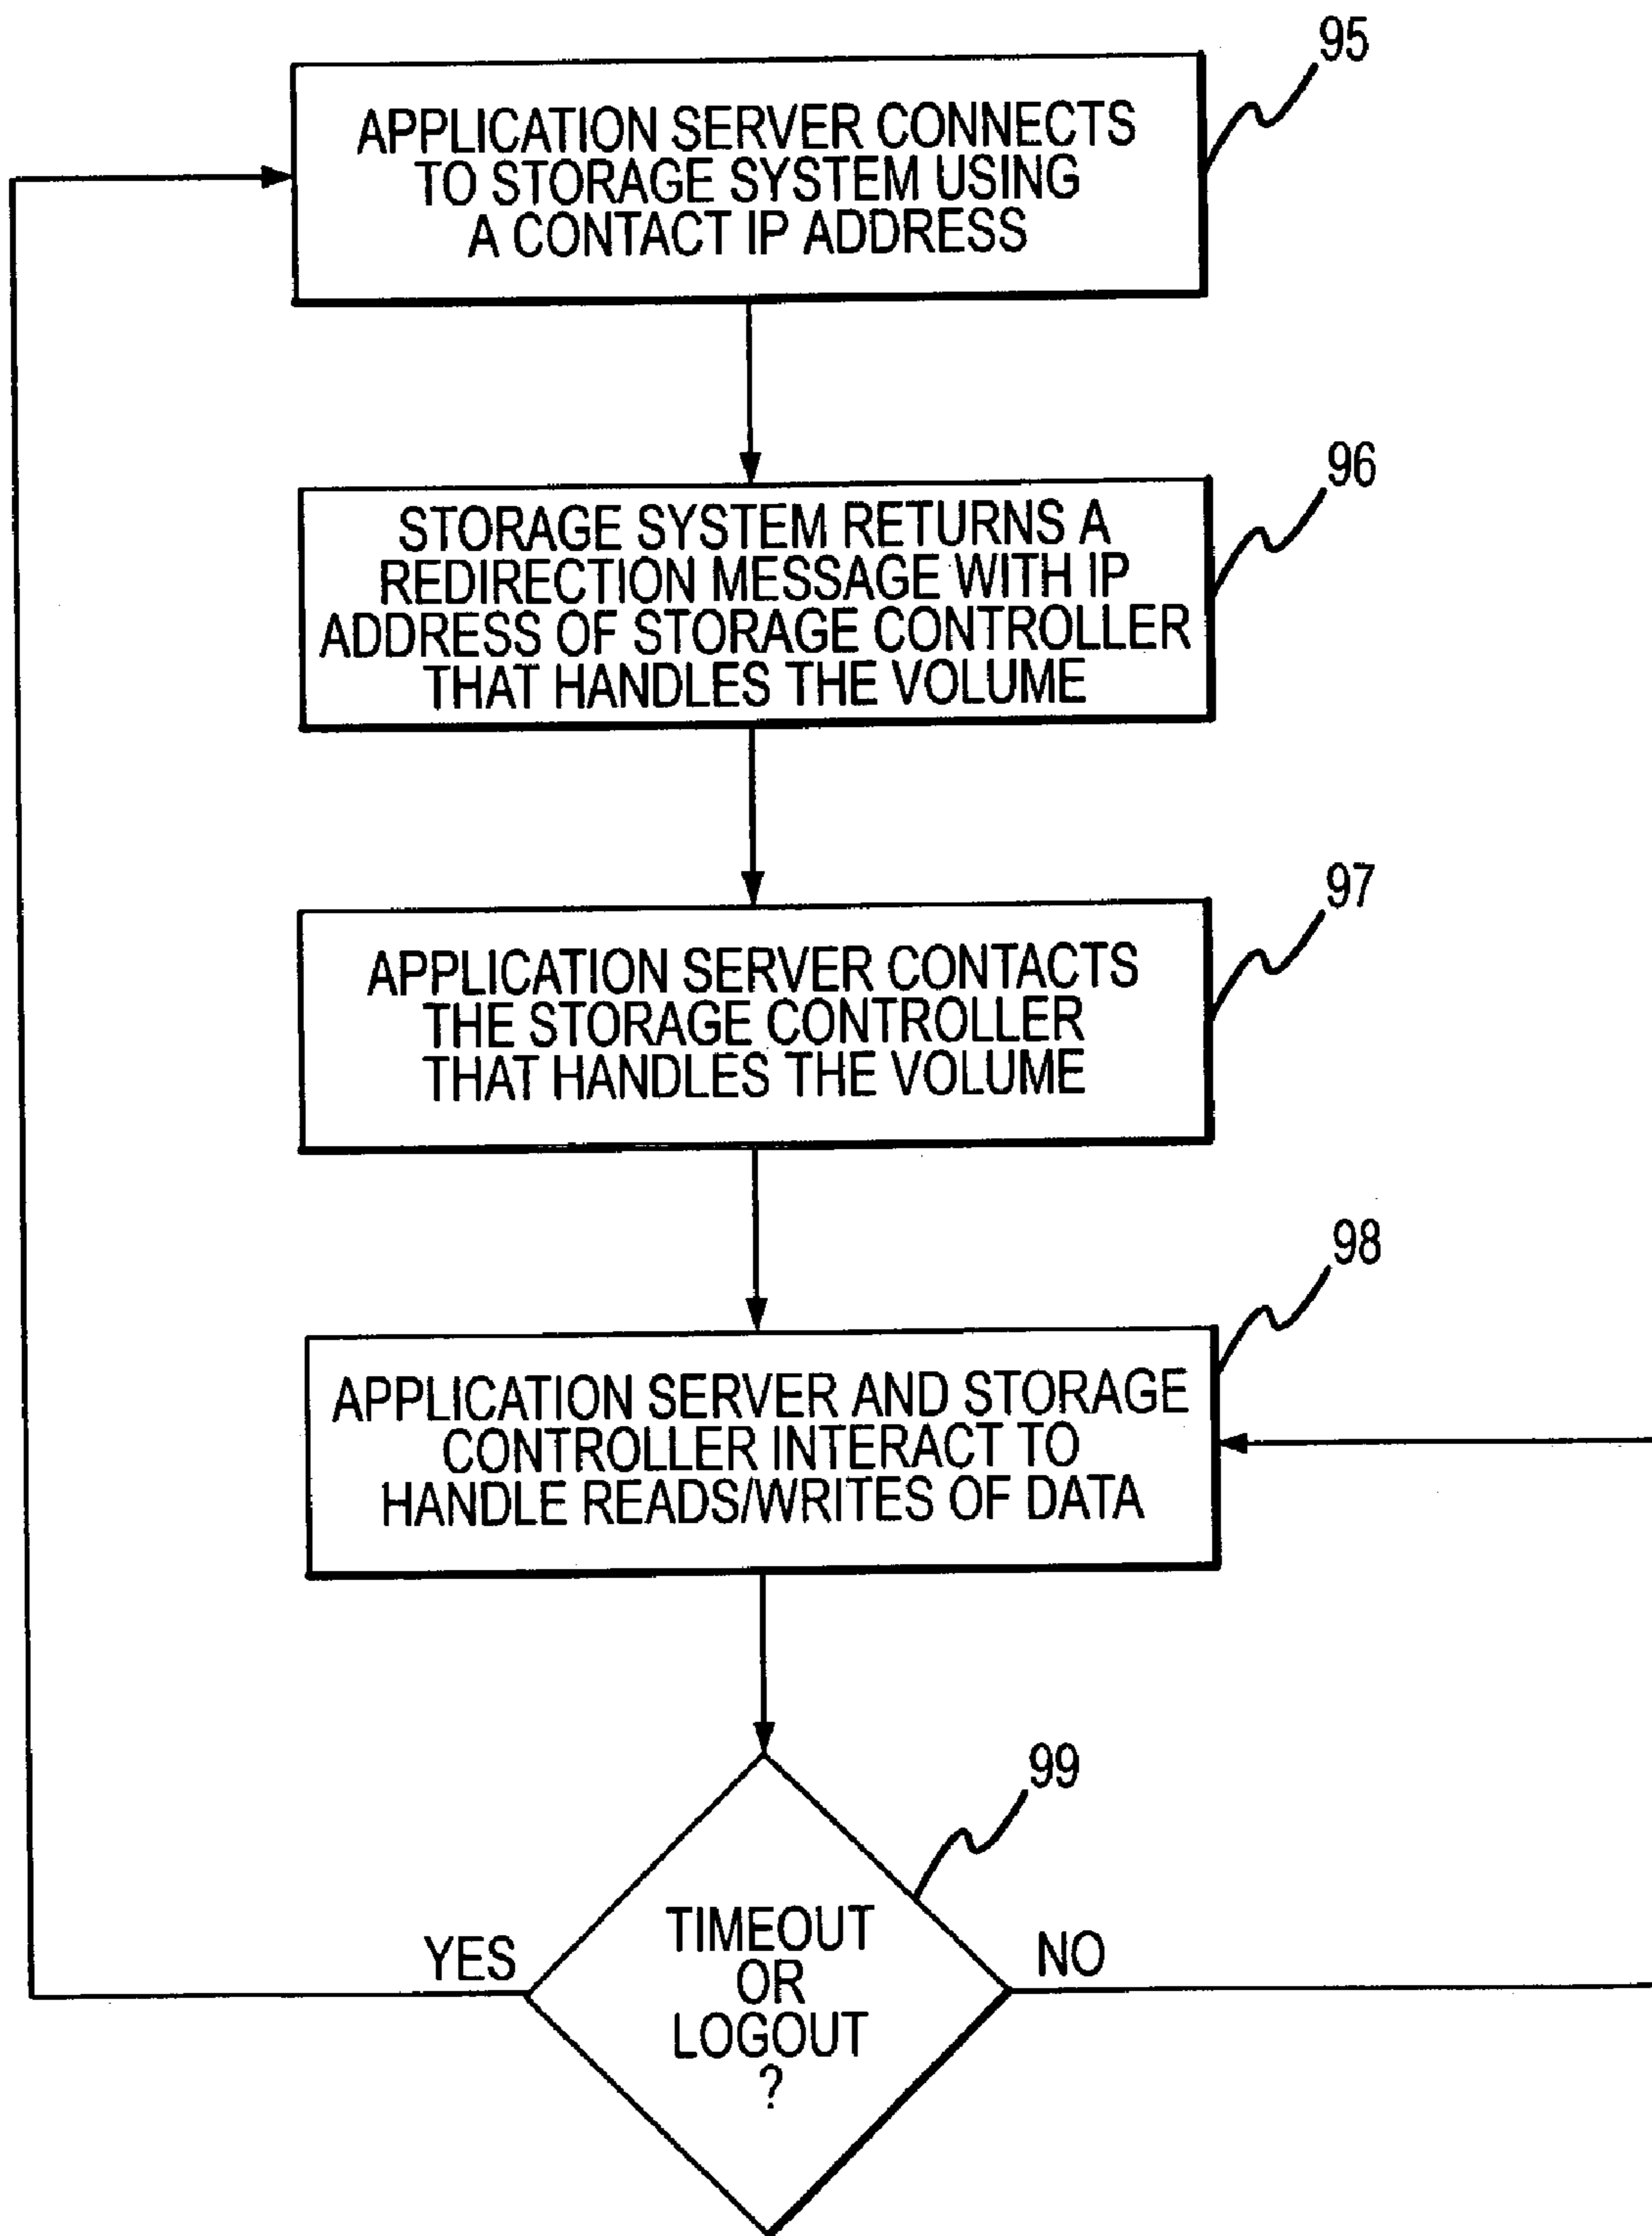 95
APPLICATION SERVER CONNECTS
TO STORAGE SYSTEM USING
A CONTACT IP ADDRESS
96
STORAGE SYSTEM RETURNS A
REDIRECTION MESSAGE WITH IP
ADDRESS OF STORAGE CONTROLLER
THAT HANDLES THE VOLUME
97
APPLICATION SERVER CONTACTS
THE STORAGE CONTROLLER
THAT HANDLES THE VOLUME
98
APPLICATION SERVER AND STORAGE
CONTROLLER INTERACT TO
HANDLE READS/WRITES OF DATA
99
YES
TIMEOUT
OR
LOGOUT
?
NO